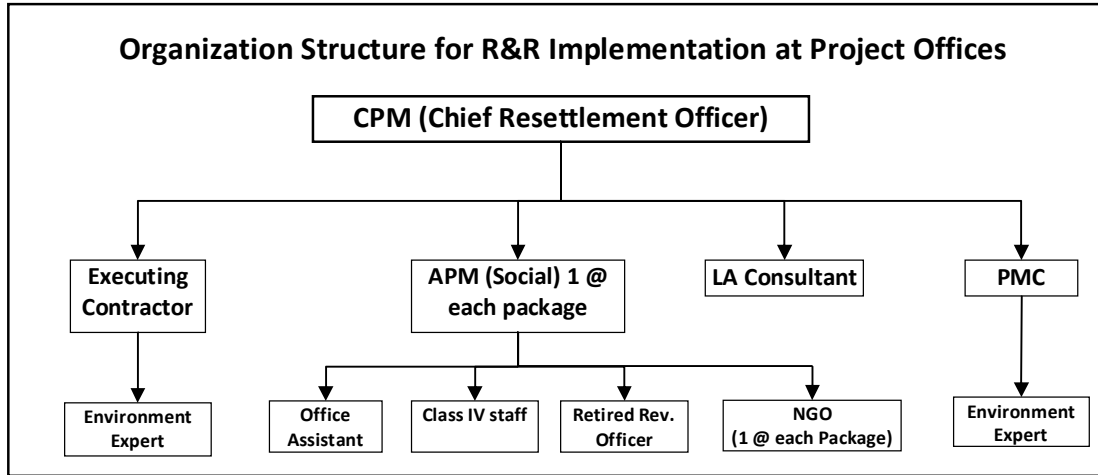 Organization Structure for R&R Implementation at Project Offices
CPM (Chief Resettlement Officer)
Executing
Contractor
APM (Social) 1 @
each package
LA Consultant
PMC
Environment
Expert
Office
Assistant
Class IV staff
Retired Rev.
Officer
NGO
(1 @ each Package)
Environment
Expert